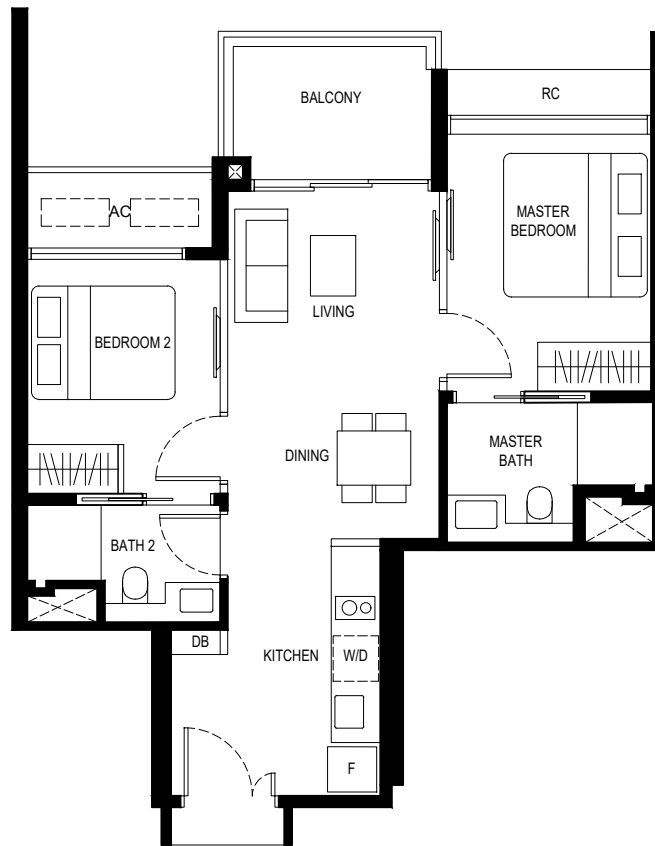 BALCONY
RC
AC
MASTER
BEDROOM
LIVING
BEDROOM 2
DINING
MASTER
BATH
BATH 2
DB
KITCHEN
W/D
F